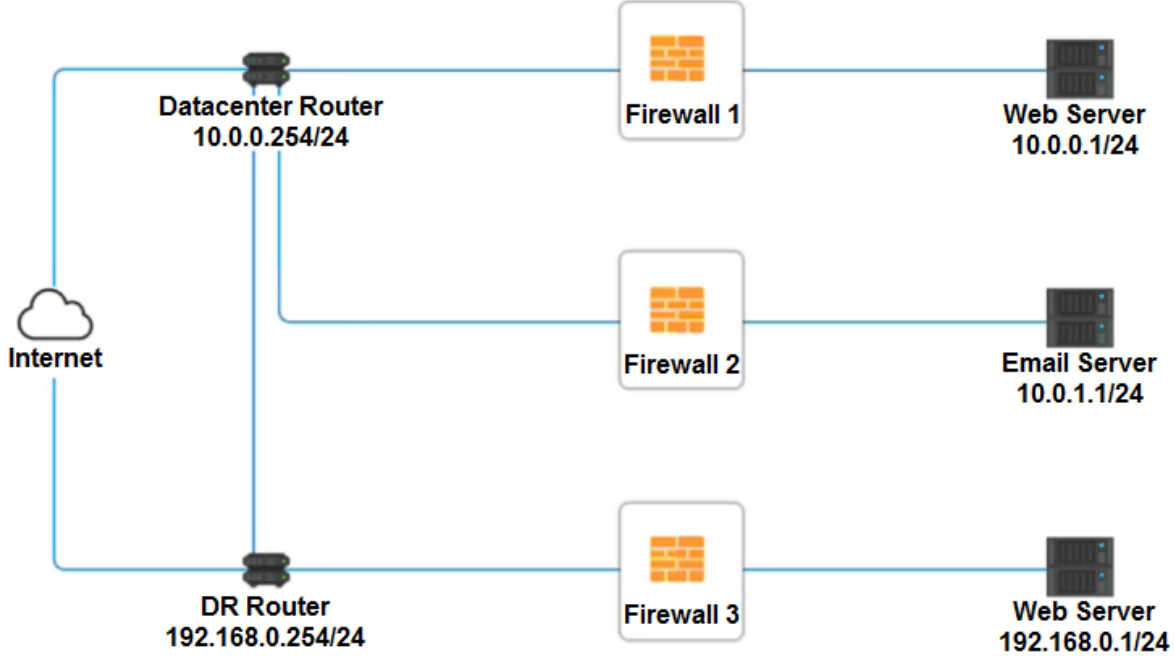 Datacenter Router
10.0.0.254/24
Firewall 1
Web Server
10.0.0.1/24
Internet
Firewall 2
Email Server
10.0.1.1/24
DR Router
192.168.0.254/24
Firewall 3
Web Server
192.168.0.1/24